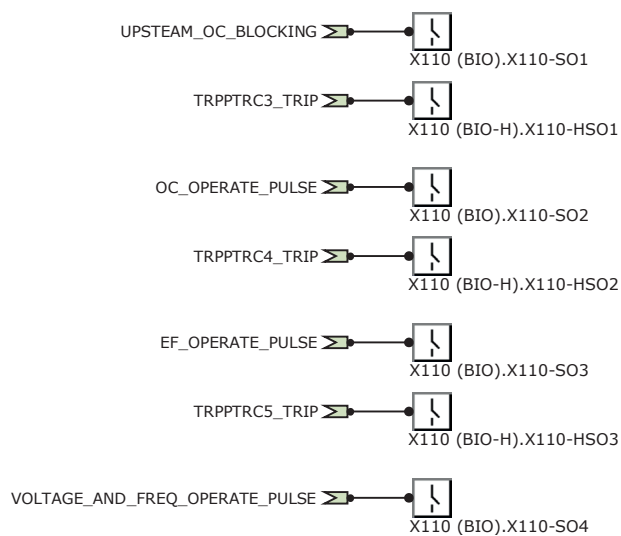 UPSTEAM_OC_BLOCKING
X110 (BIO).X110-SO1
TRPPTRC3_TRIP
X110 (BIO-H).X110-HSO1
OC_OPERATE_PULSE
X110 (BIO).X110-SO2
TRPPTRC4_TRIP
X110 (BIO-H).X110-HSO2
EF_OPERATE_PULSE
X110 (BIO).X110-SO3
TRPPTRC5_TRIP
X110 (BIO-H).X110-HSO3
VOLTAGE_AND_FREQ_OPERATE_PULSE
X110 (BIO).X110-SO4